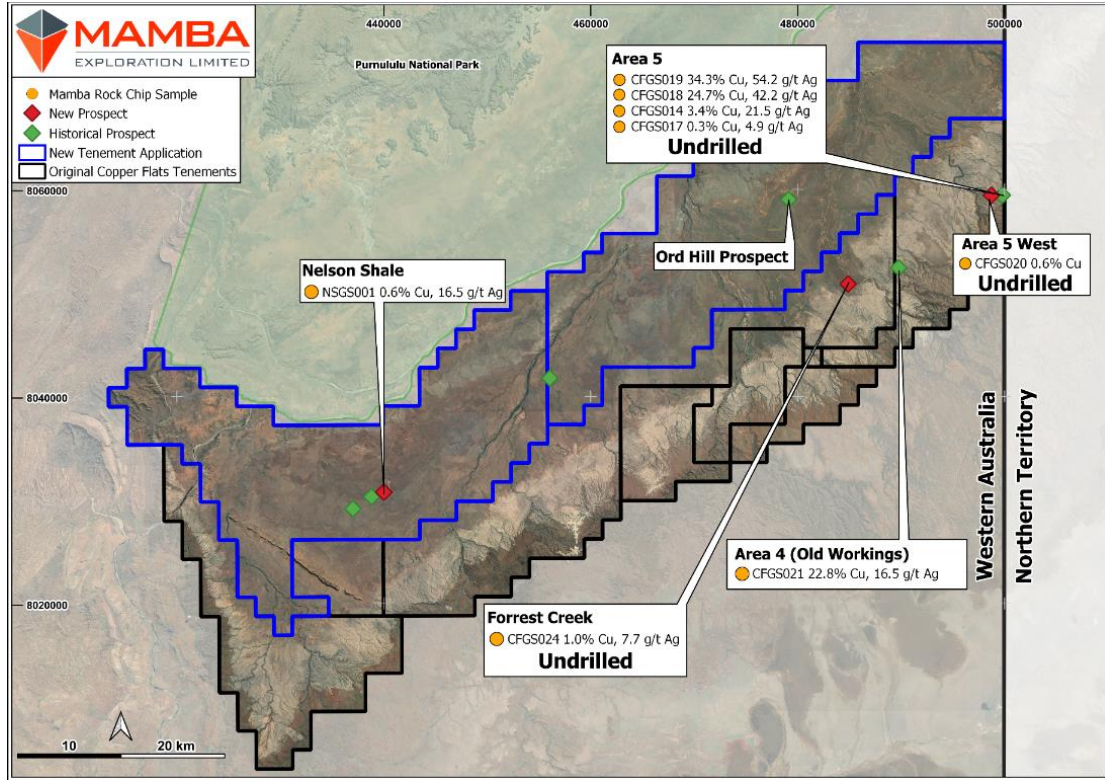 MAMBA
EXPLORATION LIMITED
Mamba Rock Chip Sample
New Prospect
Historical Prospect
New Tenement Application
Original Copper Flats Tenements
440000
460000
480000
500000
Purnululu National Park
Area 5
CFGS019 34.3% Cu, 54.2 g/t Ag
CFGS018 24.7% Cu, 42.2 g/t Ag
CFGS014 3.4% Cu, 21.5 g/t Ag
CFGS017 0.3% Cu, 4.9 g/t Ag
Undrilled
8060000
Ord Hill Prospect
Area 5 West
CFGS020 0.6% Cu
Undrilled
Nelson Shale
NSGS001 0.6% Cu, 16.5 g/t Ag
8040000
Western Australia
Northern Territory
Area 4 (Old Workings)
CFGS021 22.8% Cu, 16.5 g/t Ag
8020000
Forrest Creek
CFGS024 1.0% Cu, 7.7 g/t Ag
Undrilled
10
20 km